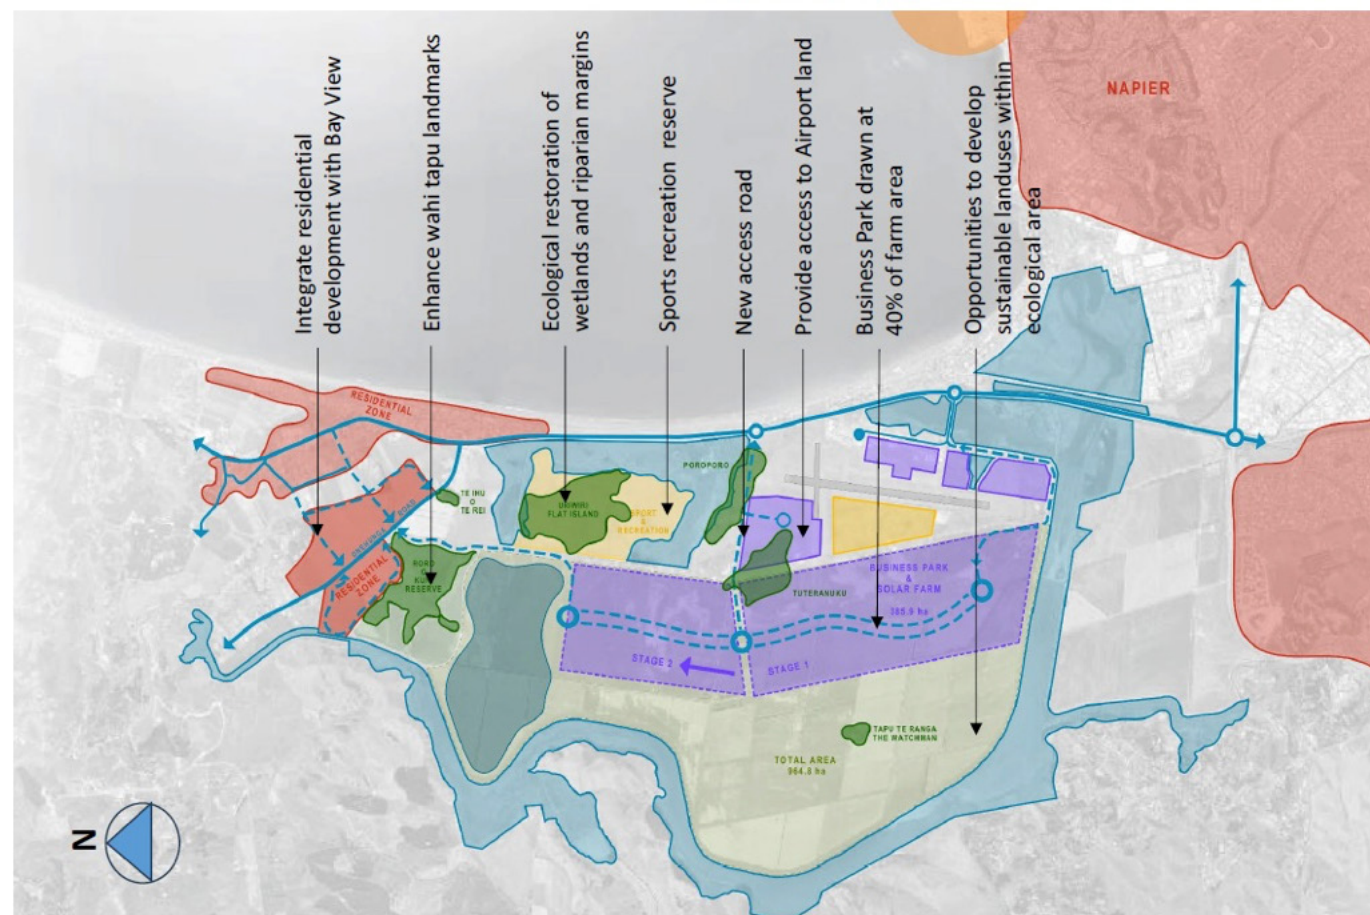 Integrate residential
development with Bay View
Enhance wahi tapu landmarks
Ecological restoration of
wetlands and riparian margins
Sports recreation reserve
New access road
Provide access to Airport land
Business Park drawn at
40% of farm area
Opportunities to develop
sustainable landuses within
ecological area
NAPIER
RESIDENTIAL
ZONE
TE IHU
O
TE REI
ROAD
RESIDENTIAL
ZONE
RORO
O
RESERVE
FLAT ISLAND
SPORT
&
RECREATION
POROPORO
TUTERANUKU
BUSINESS PARK
&
SOLAR FARM
385.9 ha
STAGE 2
STAGE 1
TAPU TE RANGA
THE WATCHMAN
TOTAL AREA
964.8 ha
N